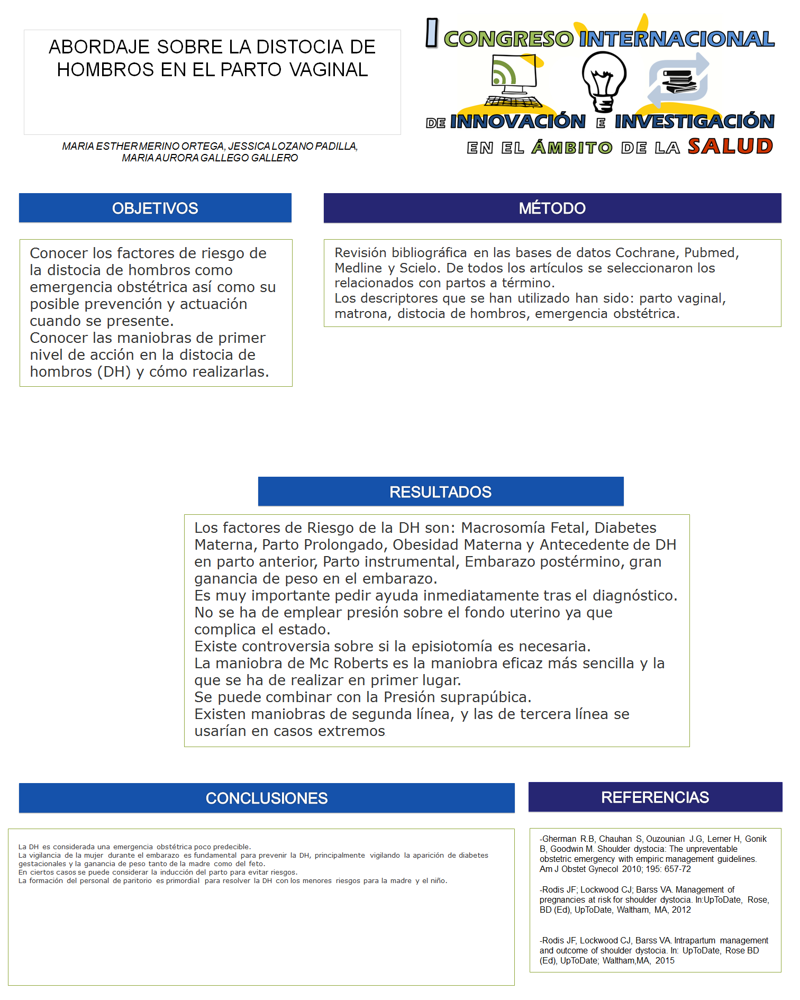 ABORDAJE SOBRE LA DISTOCIA DE
HOMBROS EN EL PARTO VAGINAL
MARIA ESTHER MERINO ORTEGA, JESSICA LOZANO PADILLA,
MARIA AURORA GALLEGO GALLERO
I CONGRESO INTERNACIONAL
DE INNOVACIÓN E INVESTIGACIÓN
EN EL ÁMBITO DE LA SALUD
OBJETIVOS
Conocer los factores de riesgo de
la distocia de hombros como
emergencia obstétrica así como su
posible prevención y actuación
cuando se presente.
Conocer las maniobras de primer
nivel de acción en la distocia de
hombros (DH) y cómo realizarlas.
MÉTODO
Revisión bibliográfica en las bases de datos Cochrane, Pubmed,
Medline y Scielo. De todos los artículos se seleccionaron los
relacionados con partos a término.
Los descriptores que se han utilizado han sido: parto vaginal,
matrona, distocia de hombros, emergencia obstétrica.
RESULTADOS
Los factores de Riesgo de la DH son: Macrosomía Fetal, Diabetes
Materna, Parto Prolongado, Obesidad Materna y Antecedente de DH
en parto anterior, Parto instrumental, Embarazo postérmino, gran
ganancia de peso en el embarazo.
Es muy importante pedir ayuda inmediatamente tras el diagnóstico.
No se ha de emplear presión sobre el fondo uterino ya que
complica el estado.
Existe controversia sobre si la episiotomía es necesaria.
La maniobra de Mc Roberts es la maniobra eficaz más sencilla y la
que se ha de realizar en primer lugar.
Se puede combinar con la Presión suprapúbica.
Existen maniobras de segunda línea, y las de tercera línea se
usarían en casos extremos
CONCLUSIONES
La DH es considerada una emergencia obstétrica poco predecible.
La vigilancia de la mujer durante el embarazo es fundamental para prevenir la DH, principalmente vigilando la aparición de diabetes
gestacionales y la ganancia de peso tanto de la madre como del feto.
En ciertos casos se puede considerar la inducción del parto para evitar riesgos.
La formación del personal de paritorio es primordial para resolver la DH con los menores riesgos para la madre y el niño.
REFERENCIAS
-Gherman R.B, Chauhan S, Ouzounian J.G, Lerner H, Gonik
B, Goodwin M. Shoulder dystocia: The unpreventable
obstetric emergency with empiric management guidelines.
Am J Obstet Gynecol 2010; 195: 657-72
-Rodis JF; Lockwood CJ; Barss VA. Management of
pregnancies at risk for shoulder dystocia. In:UpToDate, Rose,
BD (Ed), UpToDate, Waltham, MA, 2012
-Rodis JF, Lockwood CJ, Barss VA. Intrapartum management
and outcome of shoulder dystocia. In: UpToDate, Rose BD
(Ed), UpToDate; Waltham,MA, 2015